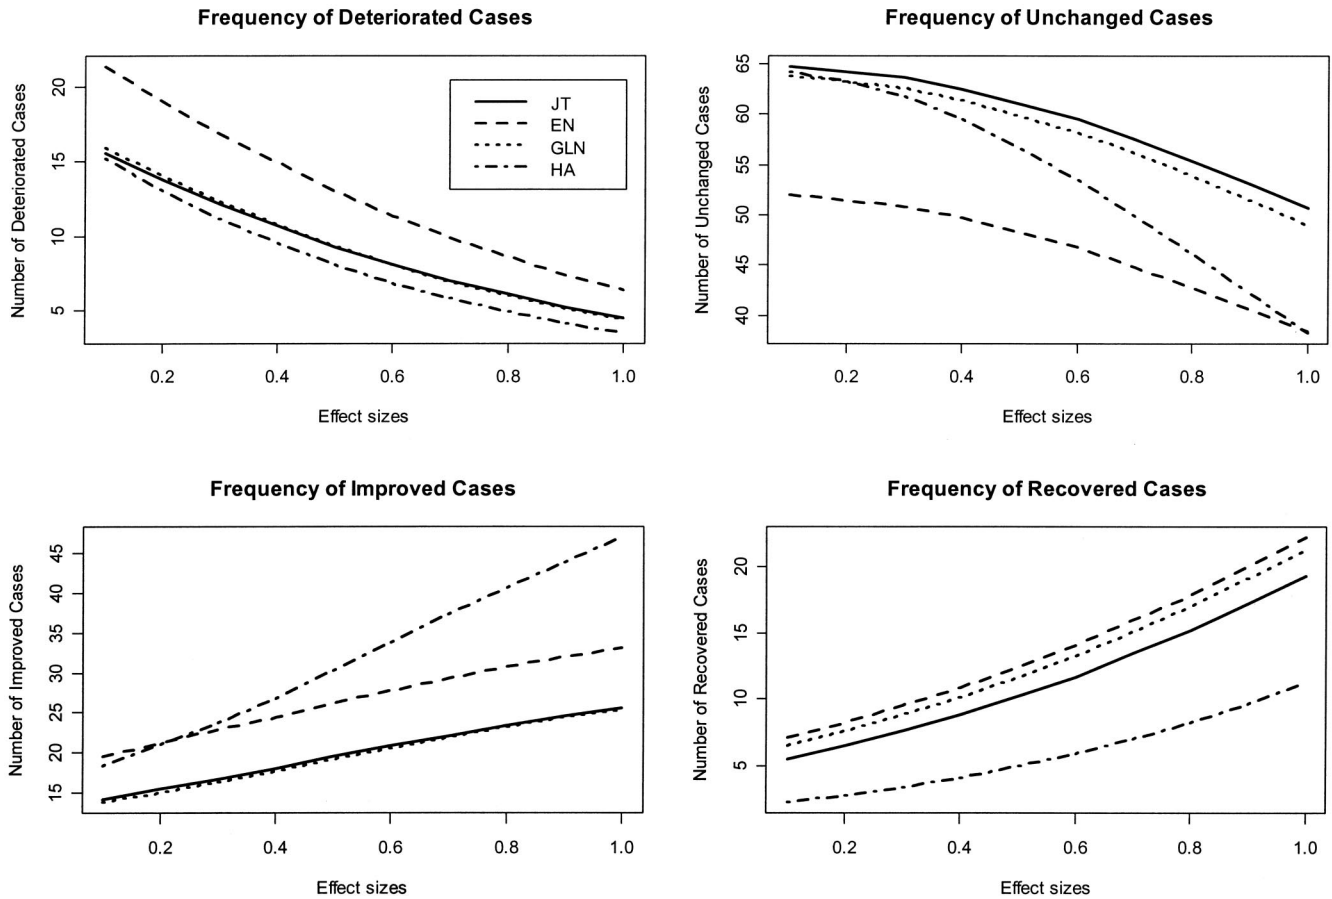 Frequency of Deteriorated Cases
Number of Deteriorated Cases
20
15
10
5
JT
EN
GLN
HA
0.2 0.4 0.6 0.8 1.0
Effect sizes
Frequency of Unchanged Cases
Number of Unchanged Cases
65
60
55
50
45
40
0.2 0.4 0.6 0.8 1.0
Effect sizes
Frequency of Improved Cases
Number of Improved Cases
45
40
35
30
25
20
15
0.2 0.4 0.6 0.8 1.0
Effect sizes
Frequency of Recovered Cases
Number of Recovered Cases
20
15
10
5
0.2 0.4 0.6 0.8 1.0
Effect sizes